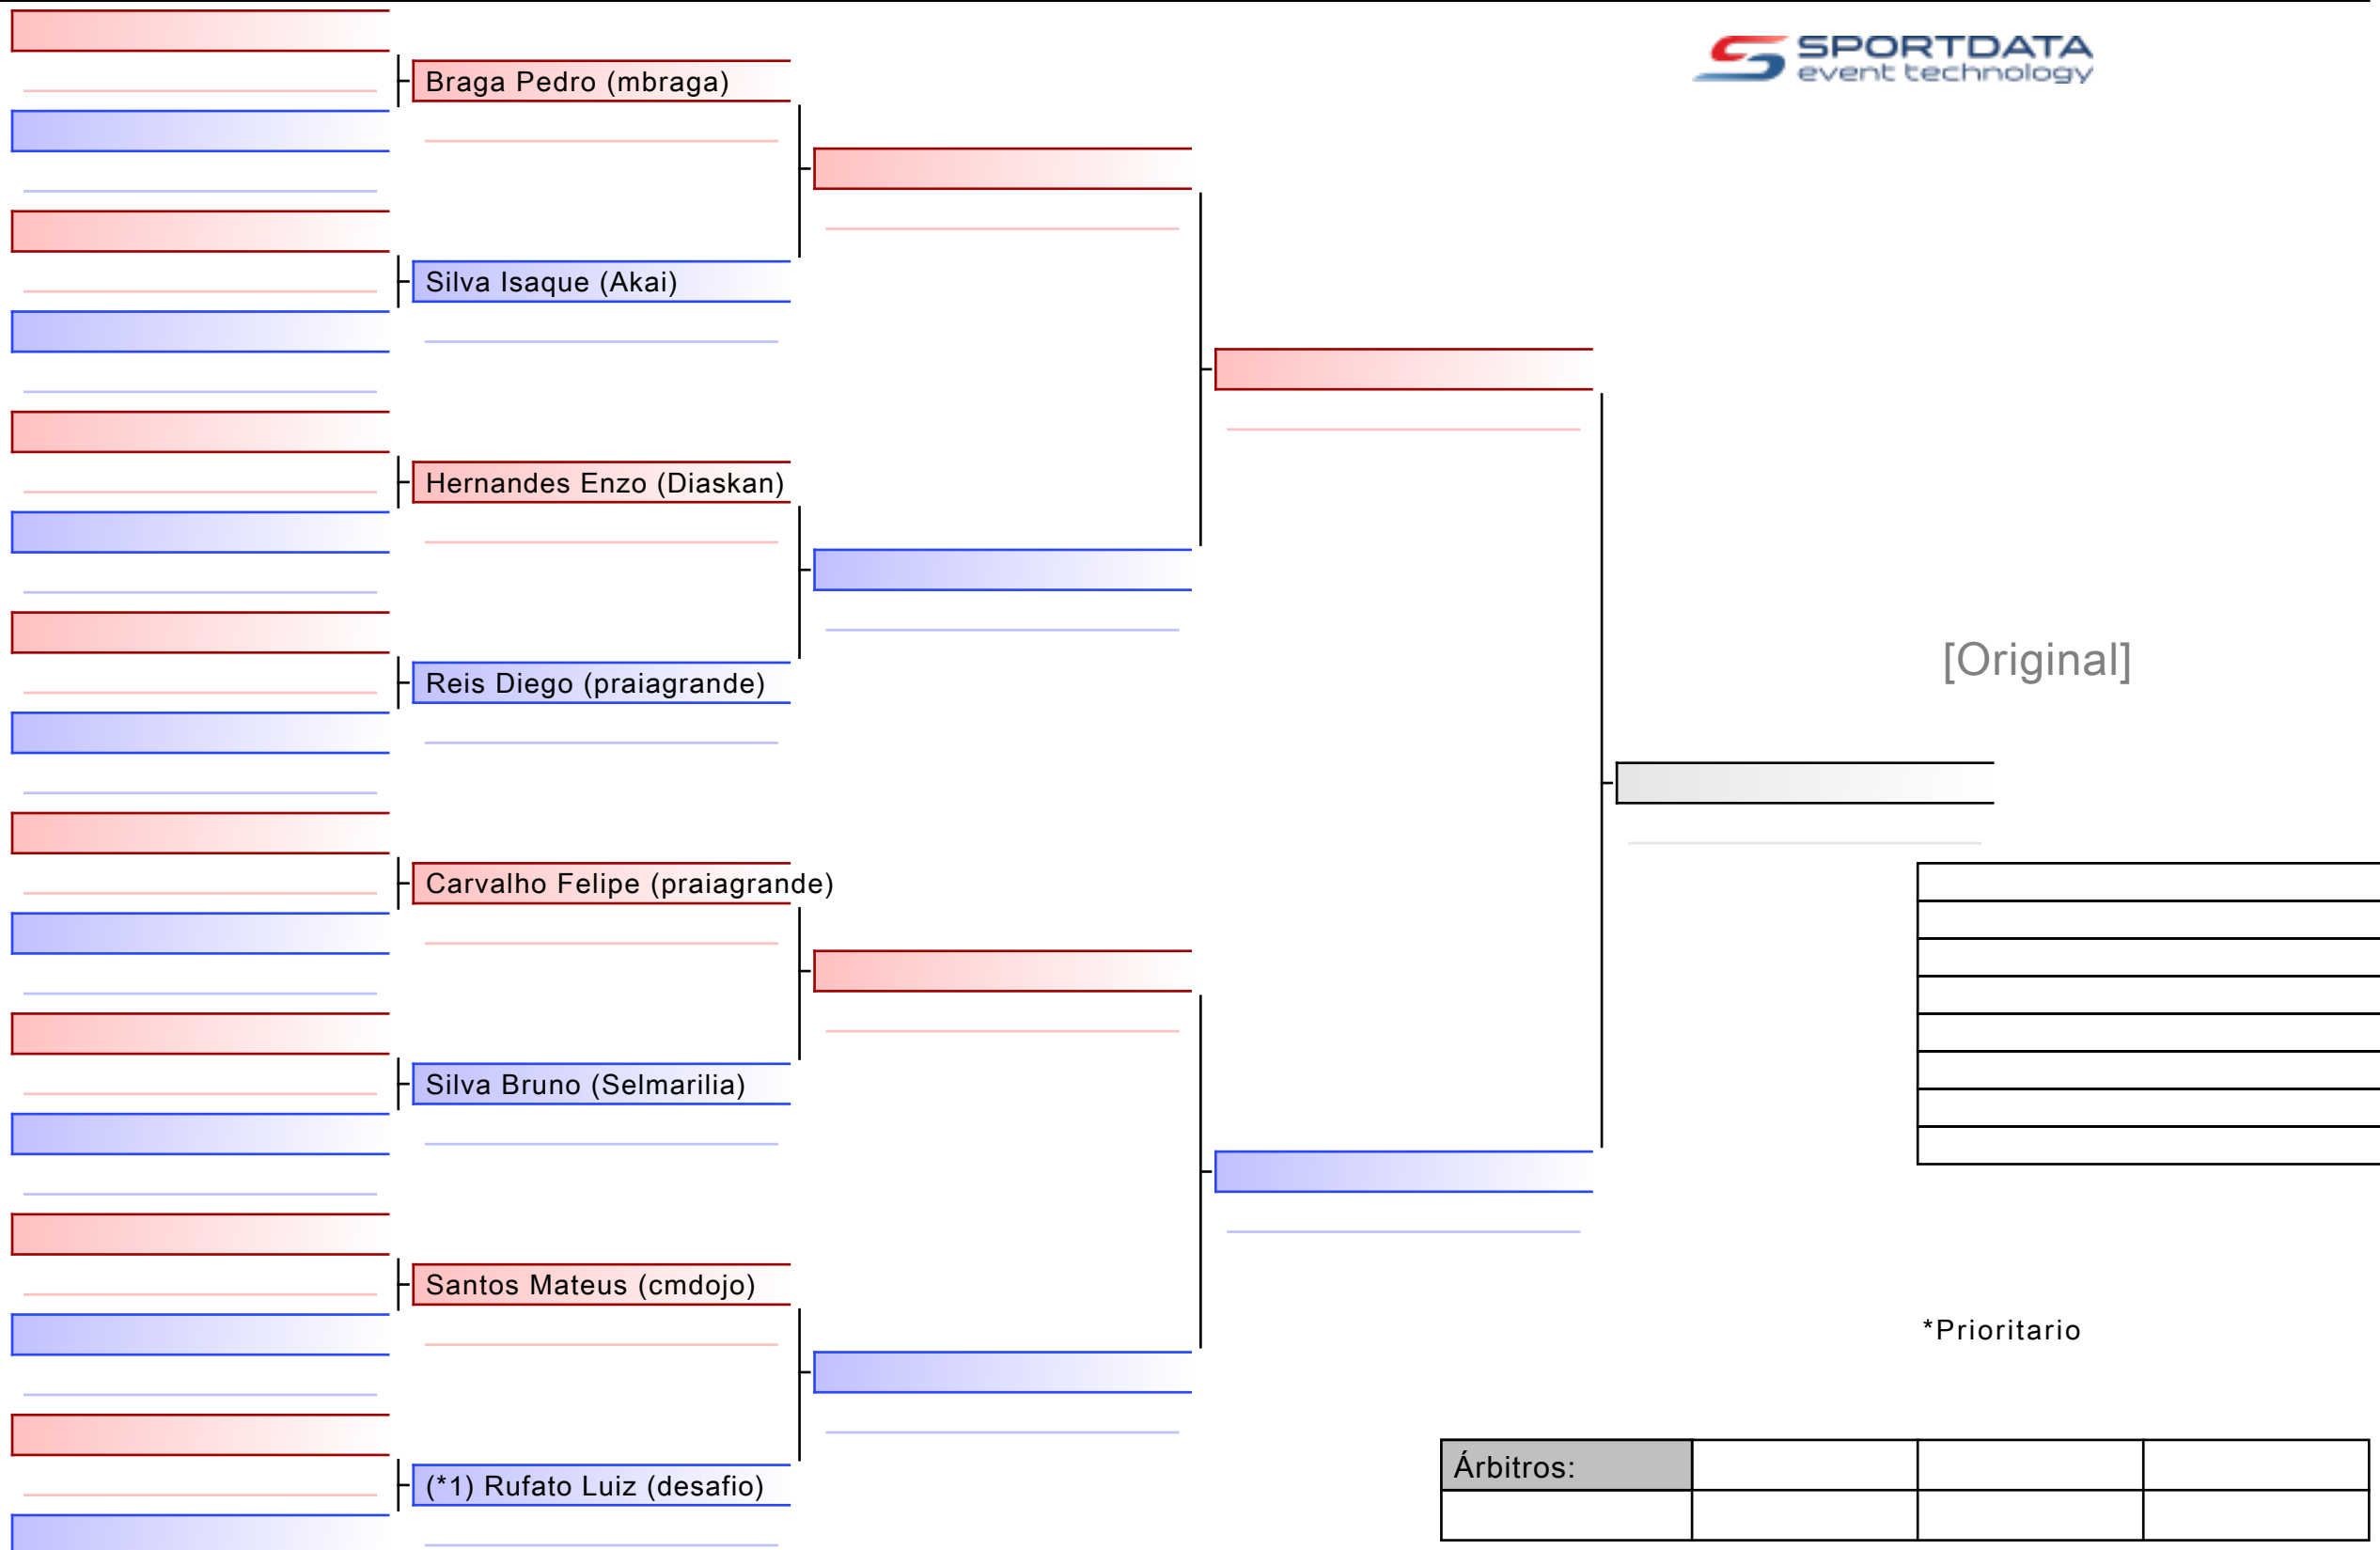 SPORTDATA
event technology
Braga Pedro (mbraga)
Silva Isaque (Akai)
Hernandes Enzo (Diaskan)
[Original]
Reis Diego (praiagrande)
Carvalho Felipe (praiagrande)
Silva Bruno (Selmarilia)
Santos Mateus (cmdojo)
*Prioritario
Árbitros:
(*1) Rufato Luiz (desafio)